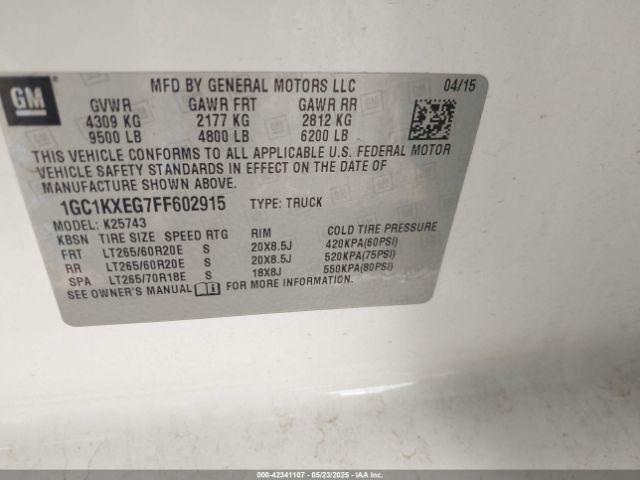 GM
MFD BY GENERAL MOTORS LLC 04/15
GVWR GAWR FRT GAWR RR
4309 KG 2177 KG 2812 KG
9500 LB 4800 LB 6200 LB
THIS VEHICLE CONFORMS TO ALL APPLICABLE U.S. FEDERAL MOTOR
VEHICLE SAFETY STANDARDS IN EFFECT ON THE DATE OF
MANUFACTURE SHOWN ABOVE.
1GC1KXEG7FF602915 TYPE: TRUCK
MODEL: K25743
KBSN TIRE SIZE SPEED RTG RIM COLD TIRE PRESSURE
FRT LT265/60R20E S 20X8.5J 420KPA(60PSI)
RR LT265/60R20E S 20X8.5J 520KPA(75PSI)
SPA LT265/70R18E S 18X8J 550KPA(80PSI)
SEE OWNER'S MANUAL FOR MORE INFORMATION.
000-42341107 - 05/23/2025 - IAAI.COM